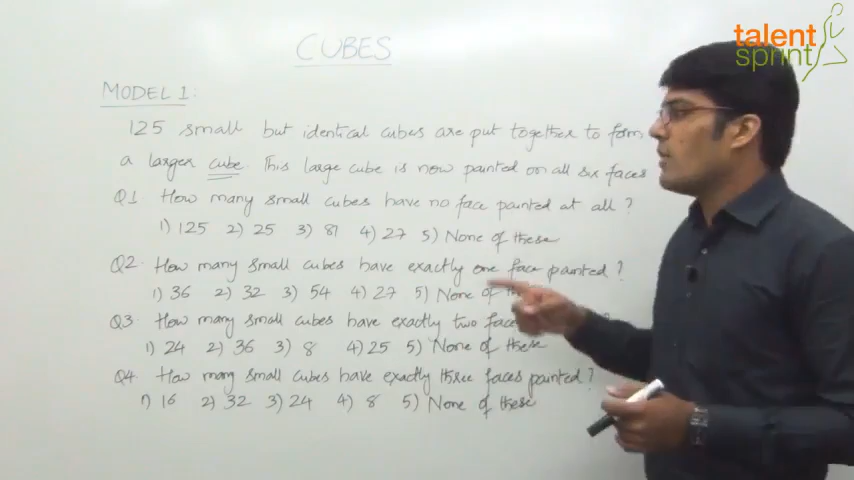 talent
sprint
CUBES
MODEL 1:
125 small but identical cubes are put together to form
a larger cube. This large cube is now painted on all six faces
Q1 How many small cubes have no face painted at all ?
1) 125 2) 25 3) 81 4) 27 5) None of these
Q2. How many small cubes have exactly one face painted ?
1) 36 2) 32 3) 54 4) 27 5) None of
Q3. How many small cubes have exactly two ?
1) 24 2) 36 3) 8 4) 25 5) None of these
Q4. How many small cubes have exactly three faces painted ?
1) 16 2) 32 3) 24 4) 8 5) None of these